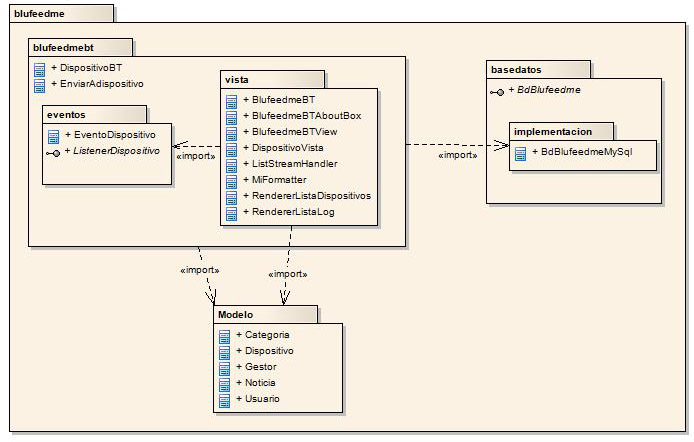 blufeedme
blufeedmebt
+ DispositivoBT
+ EnviarAdispositivo
eventos
+ EventoDispositivo
+ ListenerDispositivo
«import»
vista
+ BlufeedmeBT
+ BlufeedmeBTAboutBox
+ BlufeedmeBTView
+ DispositivoVista
+ ListStreamHandler
+ MiFormatter
+ RendererListaDispositivos
+ RendererListaLog
«import»
basedatos
+ BdBlufeedme
implementacion
+ BdBlufeedmeMySql
«import»
«import»
Modelo
+ Categoria
+ Dispositivo
+ Gestor
+ Noticia
+ Usuario